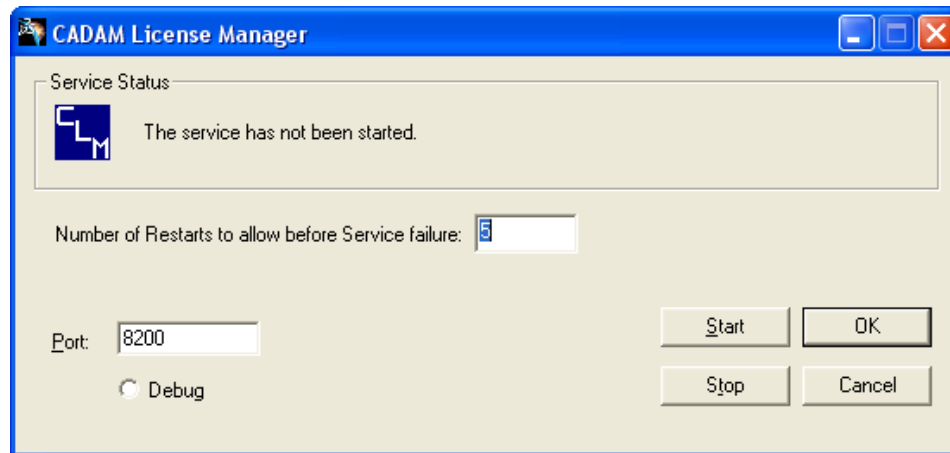 CADAM License Manager
Service Status
CLM
The service has not been started.
Number of Restarts to allow before Service failure: 5
Port: 8200
Debug
Start
OK
Stop
Cancel